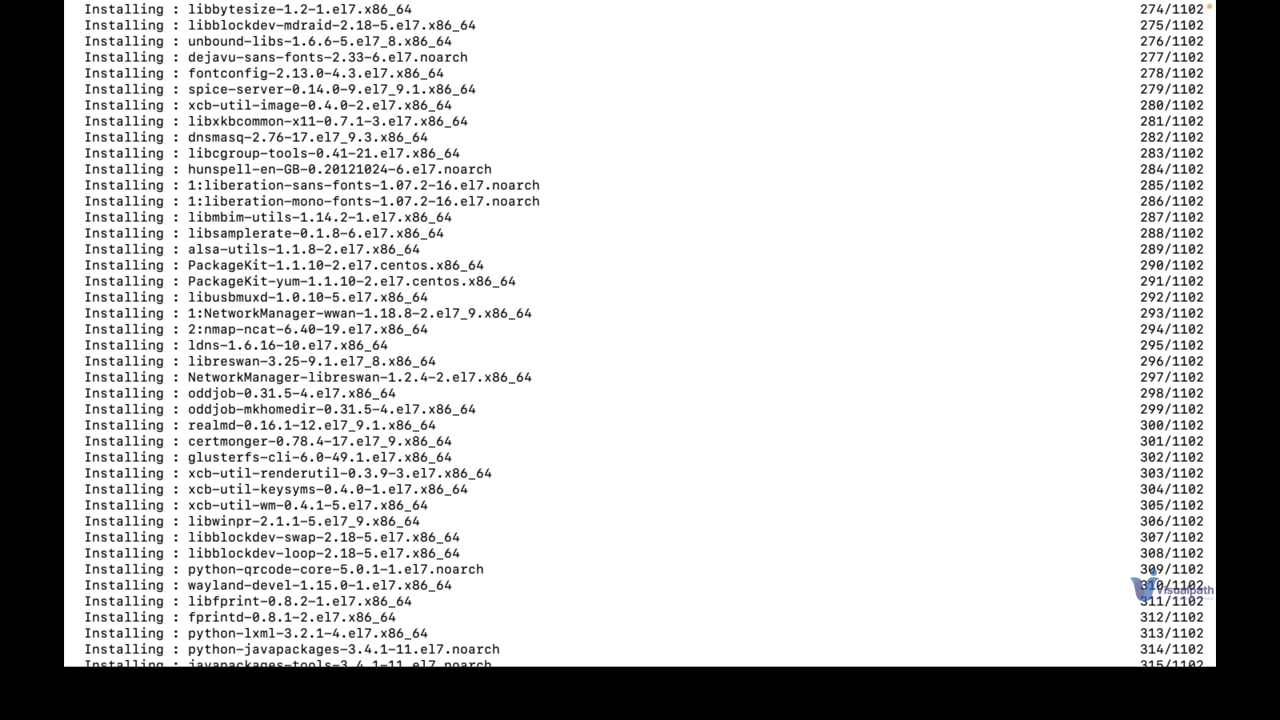 Installing : libbytesize-1.2-1.el7.x86_64 274/1102
Installing : libblockdev-mdraid-2.18-5.el7.x86_64 275/1102
Installing : unbound-libs-1.6.6-5.el7_8.x86_64 276/1102
Installing : dejavu-sans-fonts-2.33-6.el7.noarch 277/1102
Installing : fontconfig-2.13.0-4.3.el7.x86_64 278/1102
Installing : spice-server-0.14.0-9.el7_9.1.x86_64 279/1102
Installing : xcb-util-image-0.4.0-2.el7.x86_64 280/1102
Installing : libxkbcommon-x11-0.7.1-3.el7.x86_64 281/1102
Installing : dnsmasq-2.76-17.el7_9.3.x86_64 282/1102
Installing : libcgroup-tools-0.41-21.el7.x86_64 283/1102
Installing : hunspell-en-GB-0.20121024-6.el7.noarch 284/1102
Installing : 1:liberation-sans-fonts-1.07.2-16.el7.noarch 285/1102
Installing : 1:liberation-mono-fonts-1.07.2-16.el7.noarch 286/1102
Installing : libmbim-utils-1.14.2-1.el7.x86_64 287/1102
Installing : libsamplerate-0.1.8-6.el7.x86_64 288/1102
Installing : alsa-utils-1.1.8-2.el7.x86_64 289/1102
Installing : PackageKit-1.1.10-2.el7.centos.x86_64 290/1102
Installing : PackageKit-yum-1.1.10-2.el7.centos.x86_64 291/1102
Installing : libusbmuxd-1.0.10-5.el7.x86_64 292/1102
Installing : 1:NetworkManager-wwan-1.18.8-2.el7_9.x86_64 293/1102
Installing : 2:nmap-ncat-6.40-19.el7.x86_64 294/1102
Installing : ldns-1.6.16-10.el7.x86_64 295/1102
Installing : libreswan-3.25-9.1.el7_8.x86_64 296/1102
Installing : NetworkManager-libreswan-1.2.4-2.el7.x86_64 297/1102
Installing : oddjob-0.31.5-4.el7.x86_64 298/1102
Installing : oddjob-mkhomedir-0.31.5-4.el7.x86_64 299/1102
Installing : realmd-0.16.1-12.el7_9.1.x86_64 300/1102
Installing : certmonger-0.78.4-17.el7_9.x86_64 301/1102
Installing : glusterfs-cli-6.0-49.1.el7.x86_64 302/1102
Installing : xcb-util-renderutil-0.3.9-3.el7.x86_64 303/1102
Installing : xcb-util-keysyms-0.4.0-1.el7.x86_64 304/1102
Installing : xcb-util-wm-0.4.1-5.el7.x86_64 305/1102
Installing : libwinpr-2.1.1-5.el7_9.x86_64 306/1102
Installing : libblockdev-swap-2.18-5.el7.x86_64 307/1102
Installing : libblockdev-loop-2.18-5.el7.x86_64 308/1102
Installing : python-qrcode-core-5.0.1-1.el7.noarch 309/1102
Installing : wayland-devel-1.15.0-1.el7.x86_64 310/1102
Visualpath
Installing : libfprint-0.8.2-1.el7.x86_64 311/1102
Installing : fprintd-0.8.1-2.el7.x86_64 312/1102
Installing : python-lxml-3.2.1-4.el7.x86_64 313/1102
Installing : python-javapackages-3.4.1-11.el7.noarch 314/1102
Installing : javapackages-tools-3.4.1-11.el7.noarch 315/1102